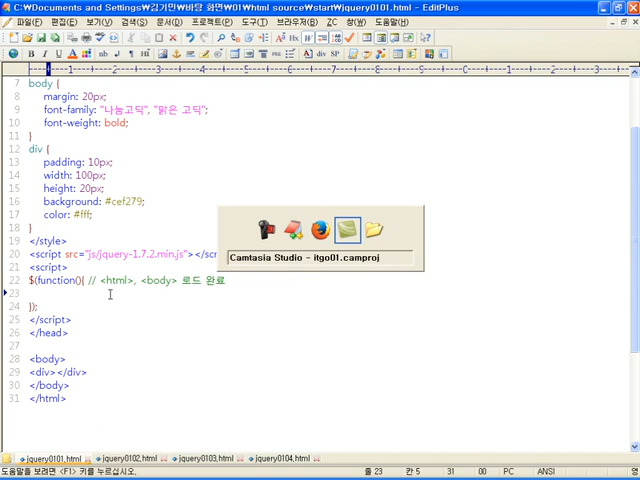 C:₩Documents and Settings₩김기민₩바탕 화면₩01₩html source₩start₩jquery0101.html - EditPlus
파일(F) 편집(E) 보기(V) 검색(S) 문서(D) 프로젝트(P) 도구(T) 브라우저(B) ZC 창(W) 도움말(H)
7 body {
8 margin: 20px;
9 font-family: "나눔고딕", "맑은 고딕";
10 font-weight: bold;
11 }
12 div {
13 padding: 10px;
14 width: 100px;
15 height: 20px;
16 background: #cef279;
17 color: #fff;
18 }
19 </style>
20 <script src="js/jquery-1.7.2.min.js"></s
21 <script>
22 $(function(){ // <html>, <body> 로드 완료
23
24 });
25 </script>
26 </head>
27
28 <body>
29 <div></div>
30 </body>
31 </html>
Camtasia Studio - itgo01.camproj
jquery0101.html jquery0102.html jquery0103.html jquery0104.html
도움말을 보려면 <F1> 키를 누르십시오. 줄 23 칸 5 31 00 PC ANSI